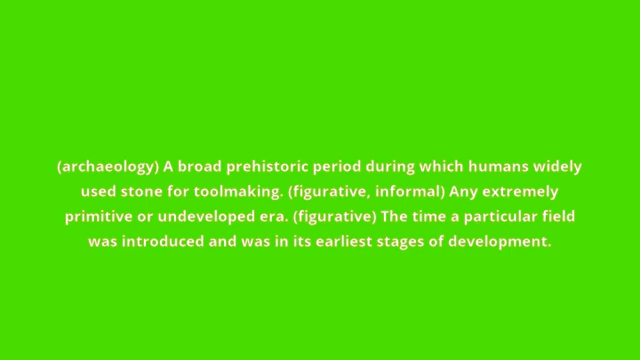 (archaeology) A broad prehistoric period during which humans widely
used stone for toolmaking. (figurative, informal) Any extremely
primitive or undeveloped era. (figurative) The time a particular field
was introduced and was in its earliest stages of development.